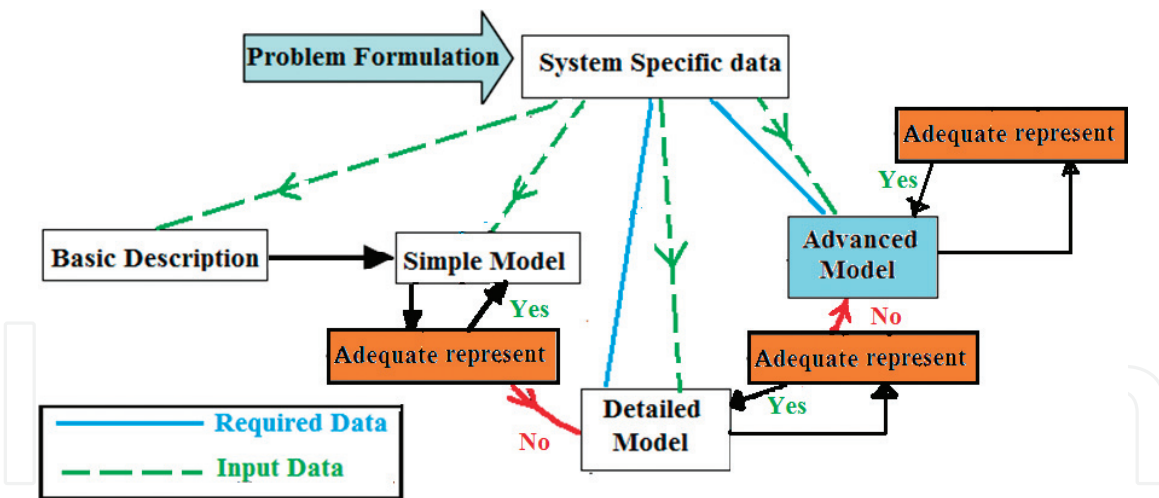 Problem Formulation
System Specific data
Adequate represent
Yes
Basic Description
Simple Model
Advanced
Model
Yes
No
Adequate represent
Adequate represent
Detailed
Model
Yes
No
Required Data
Input Data